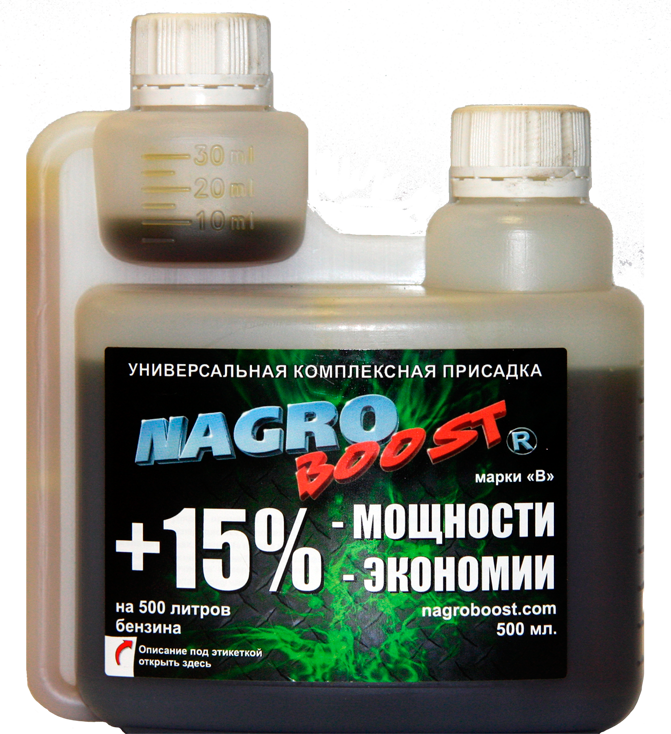 30 ml
20 ml
10 ml
УНИВЕРСАЛЬНАЯ КОМПЛЕКСНАЯ ПРИСАДКА
NAGRO
BOOST ®
марки «В»
+15% - МОЩНОСТИ
- ЭКОНОМИИ
на 500 литров
бензина
nagroboost.com
500 мл.
Описание под этикеткой
открыть здесь